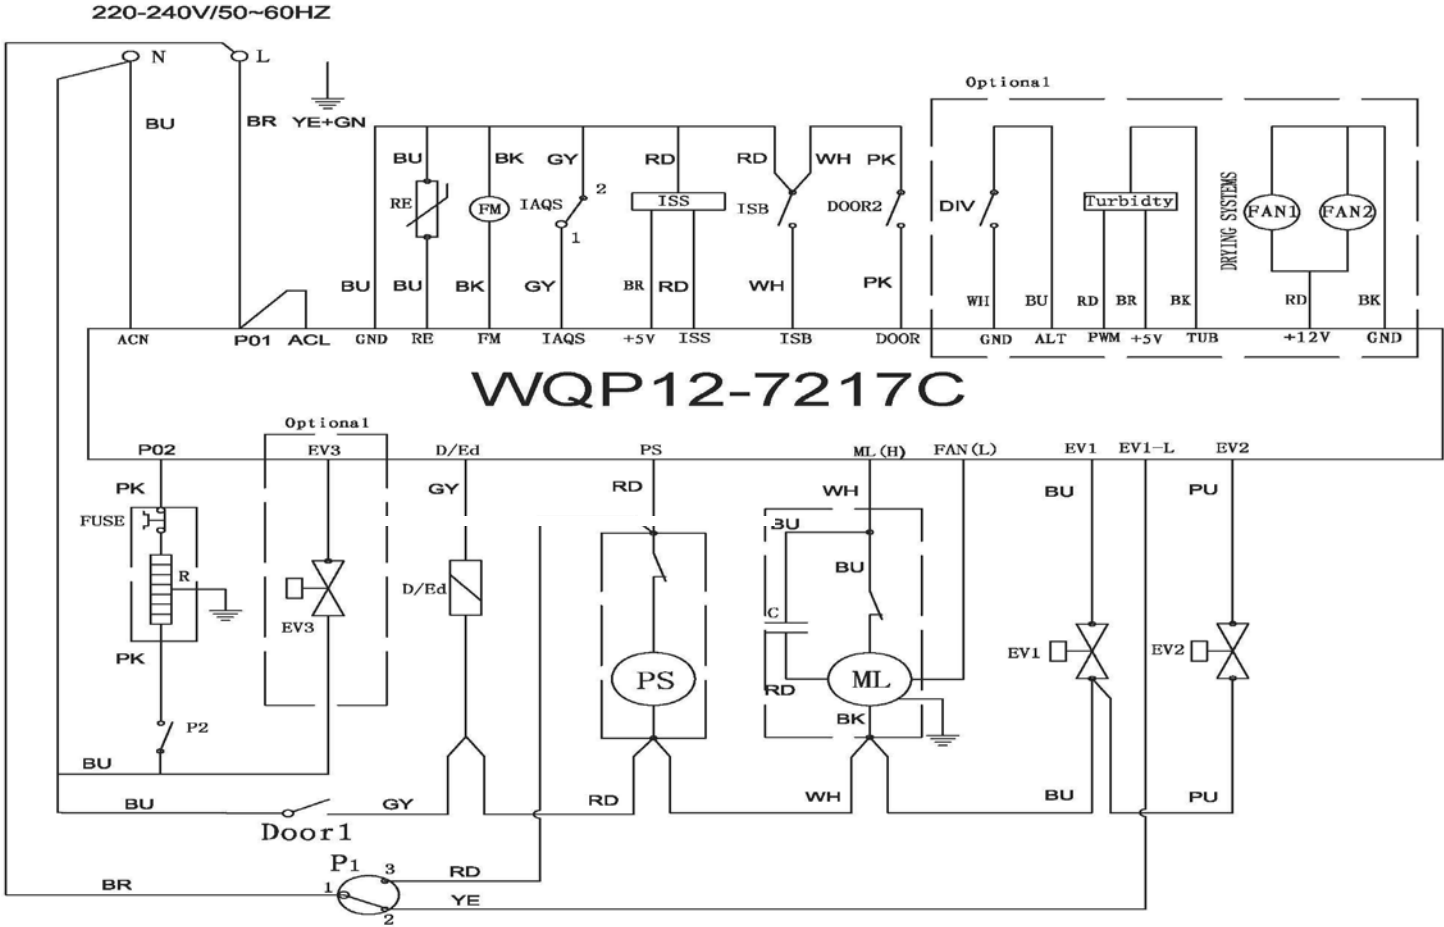 220-240V/50~60HZ
N L
Optional
BU BR YE+GN
BU BK GY RD RD WH PK
RE FM IAQS 2 ISS ISB DOOR2 DIV Turbidty DRYING SYSTEMS FAN1 FAN2
1
BU BU BK GY BR RD WH PK WH BU RD BR BK RD BK
ACN P01 ACL GND RE FM IAQS +5V ISS ISB DOOR GND ALT PWM +5V TUB +12V GND
WQP12-7217C
Optional
P02 EV3 D/Ed PS ML(H) FAN(L) EV1 EV1-L EV2
PK GY RD WH BU PU
FUSE BU
BU
R D/Ed
C
EV3
PK EV1 EV2
PS ML
RD
BK
P2
BU
BU GY RD WH BU PU
Door1
P1 3 RD
BR 1
YE
2